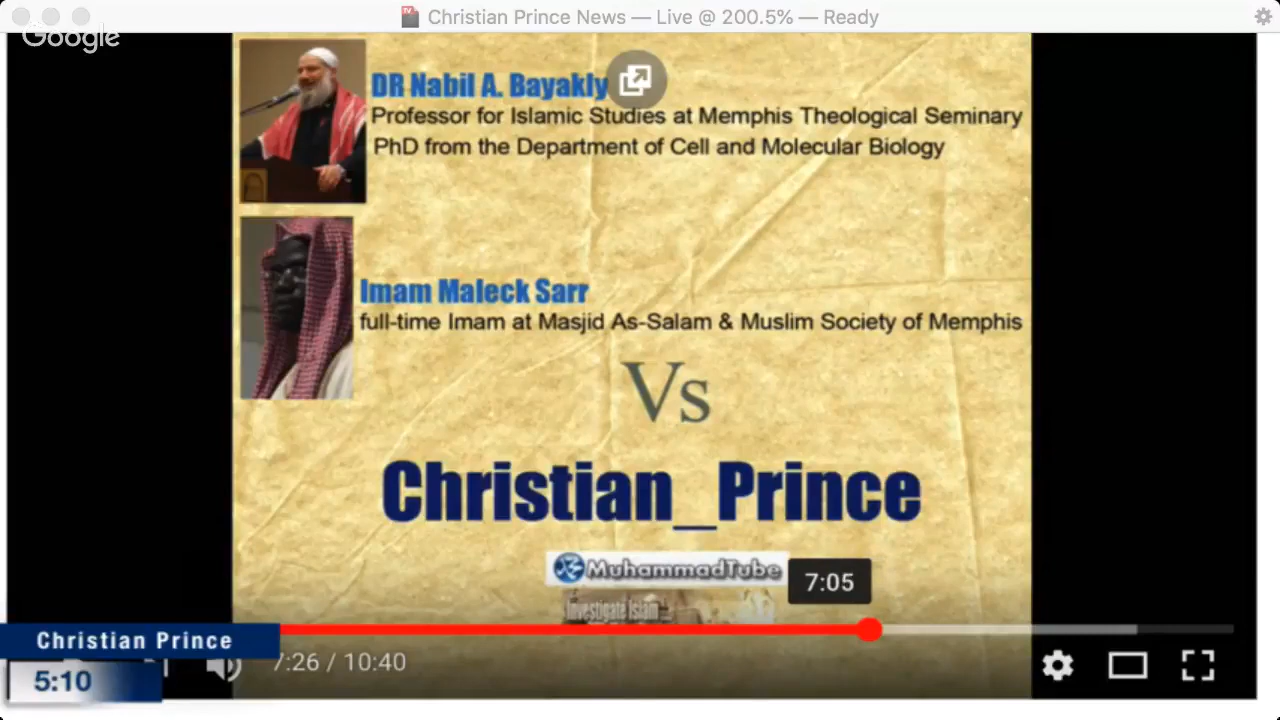 Christian Prince News — Live @ 200.5% — Ready
Google
DR Nabil A. Bayakly
Professor for Islamic Studies at Memphis Theological Seminary
PhD from the Department of Cell and Molecular Biology
Imam Maleck Sarr
full-time Imam at Masjid As-Salam & Muslim Society of Memphis
Vs
Christian_Prince
MuhammadTube
7:05
Investigate Islam
Christian Prince
7:26 / 10:40
5:10